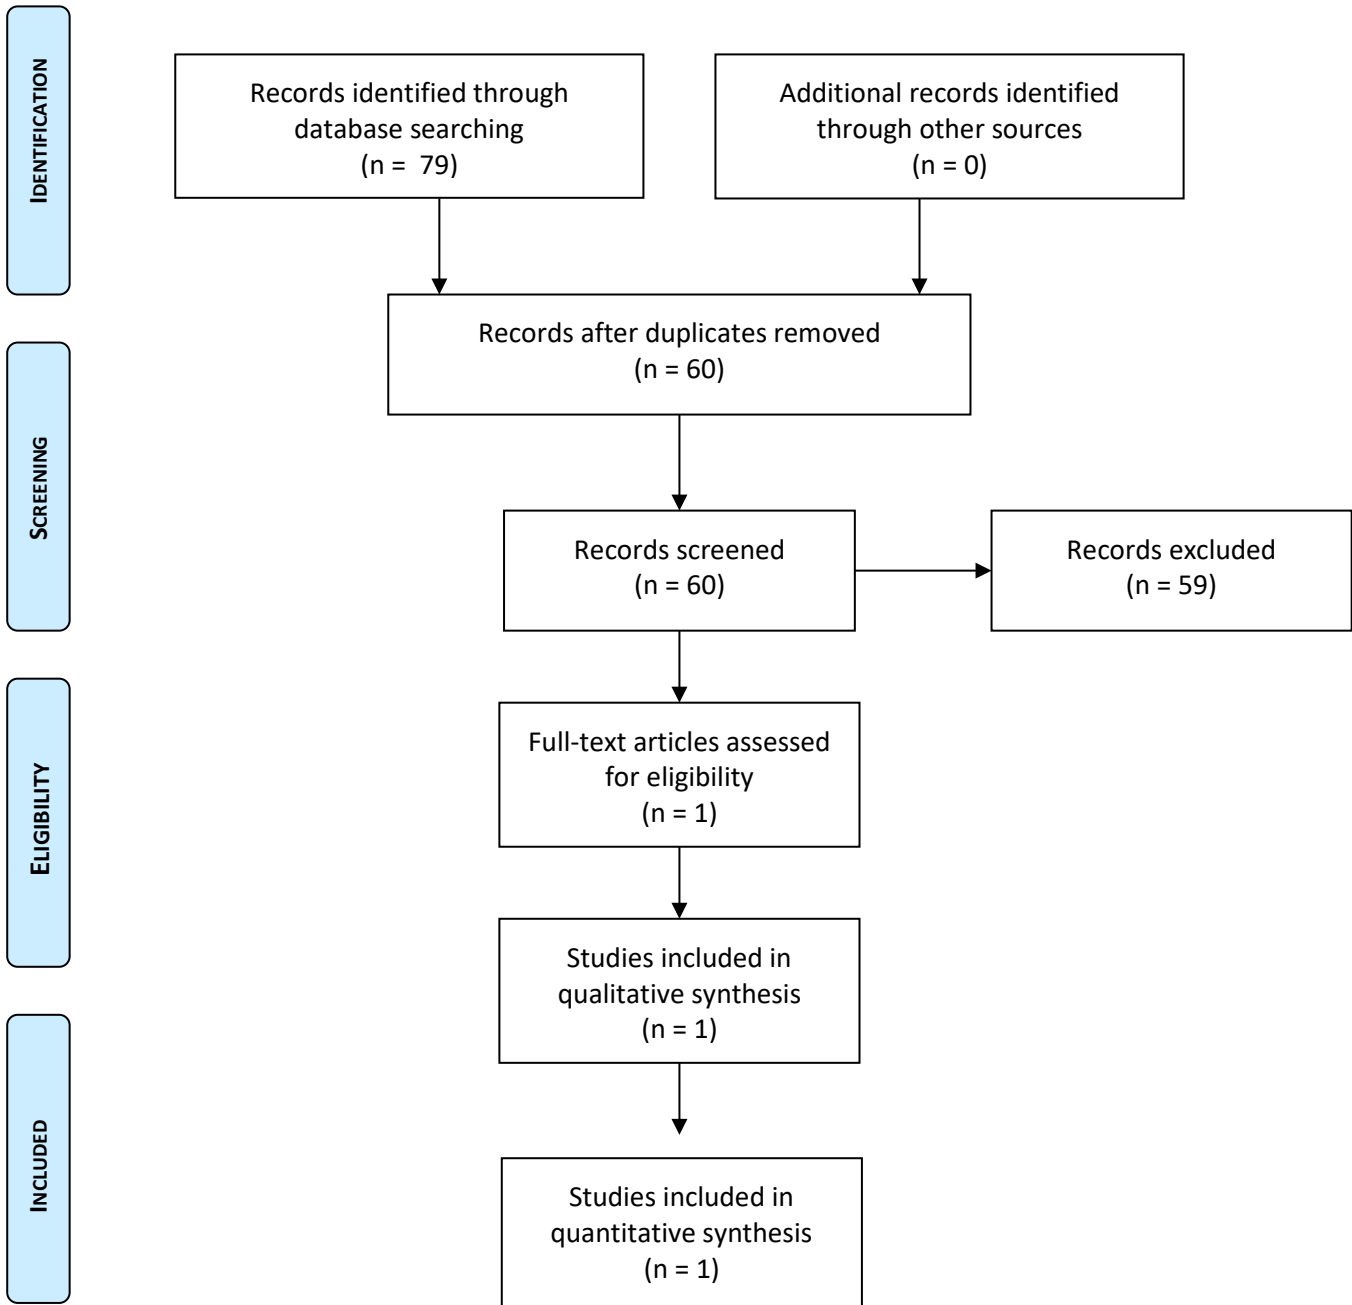 IDENTIFICATION
Records identified through
database searching
(n =  79)
Additional records identified
through other sources
(n = 0)
Records after duplicates removed
(n = 60)
SCREENING
Records screened
(n = 60)
Records excluded
(n = 59)
ELIGIBILITY
Full-text articles assessed
for eligibility
(n = 1)
Studies included in
qualitative synthesis
(n = 1)
INCLUDED
Studies included in
quantitative synthesis
(n = 1)